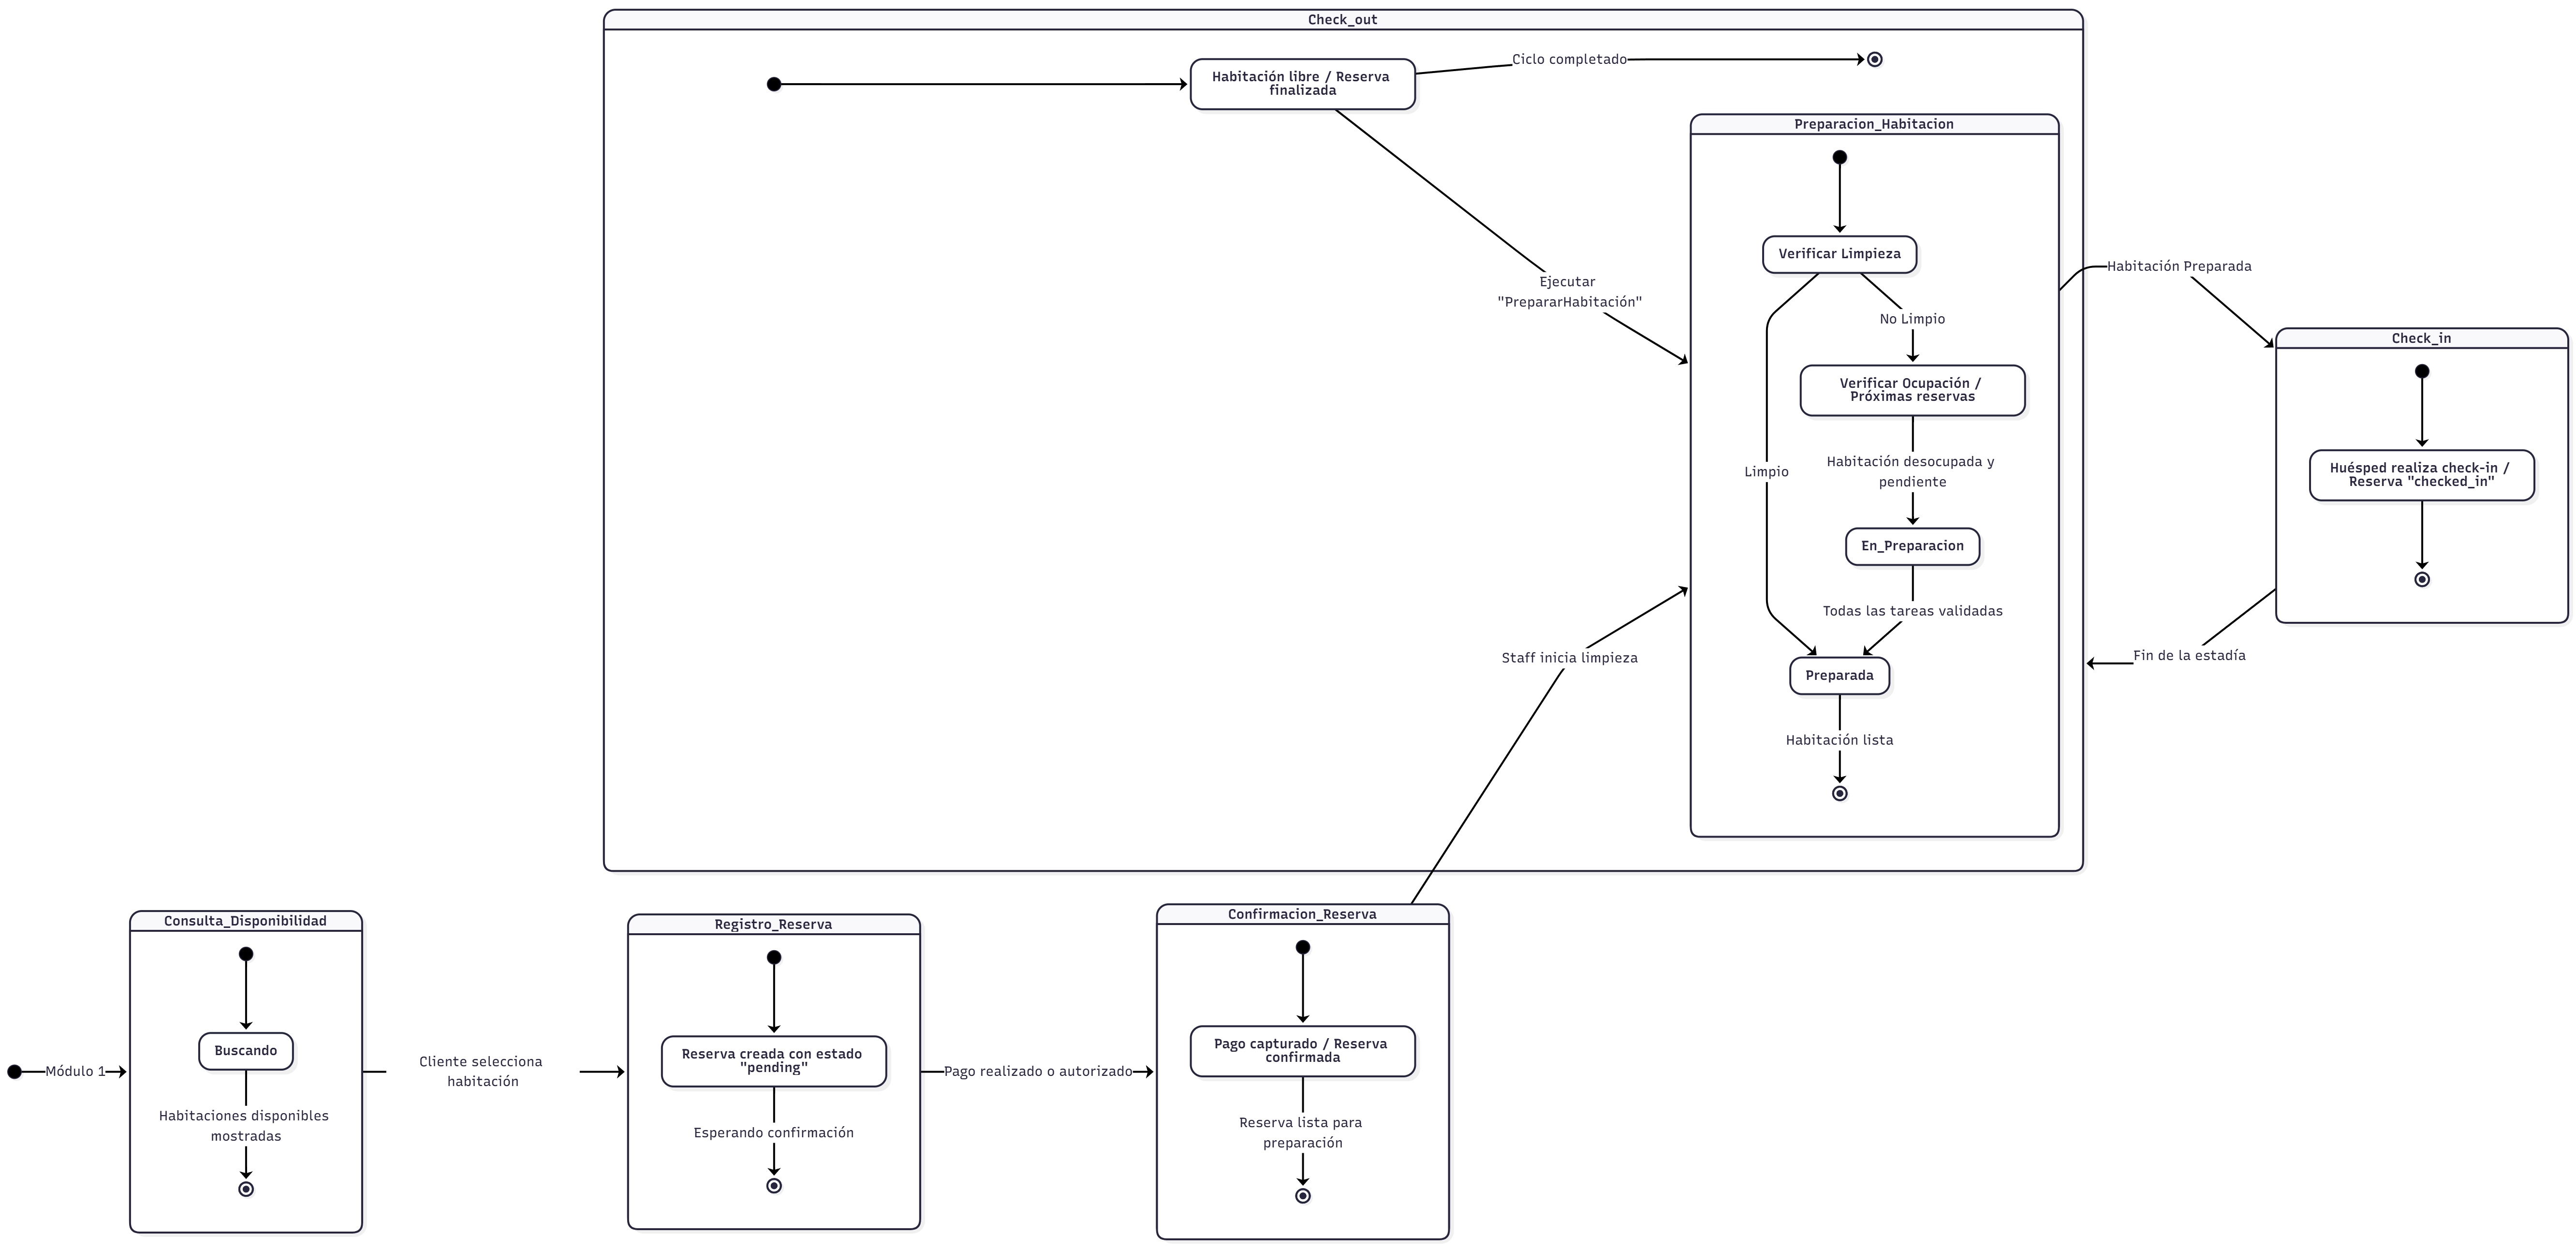 Check_out
Habitación libre / Reserva
finalizada
Ciclo completado
Ejecutar
"PrepararHabitación"
Preparacion_Habitacion
Verificar Limpieza
No Limpio
Verificar Ocupación /
Próximas reservas
Limpio
Habitación desocupada y
pendiente
En_Preparacion
Todas las tareas validadas
Preparada
Habitación lista
Habitación Preparada
Check_in
Huésped realiza check-in /
Reserva "checked_in"
Fin de la estadía
Staff inicia limpieza
Módulo 1
Consulta_Disponibilidad
Buscando
Habitaciones disponibles
mostradas
Cliente selecciona
habitación
Registro_Reserva
Reserva creada con estado
"pending"
Esperando confirmación
Pago realizado o autorizado
Confirmacion_Reserva
Pago capturado / Reserva
confirmada
Reserva lista para
preparación